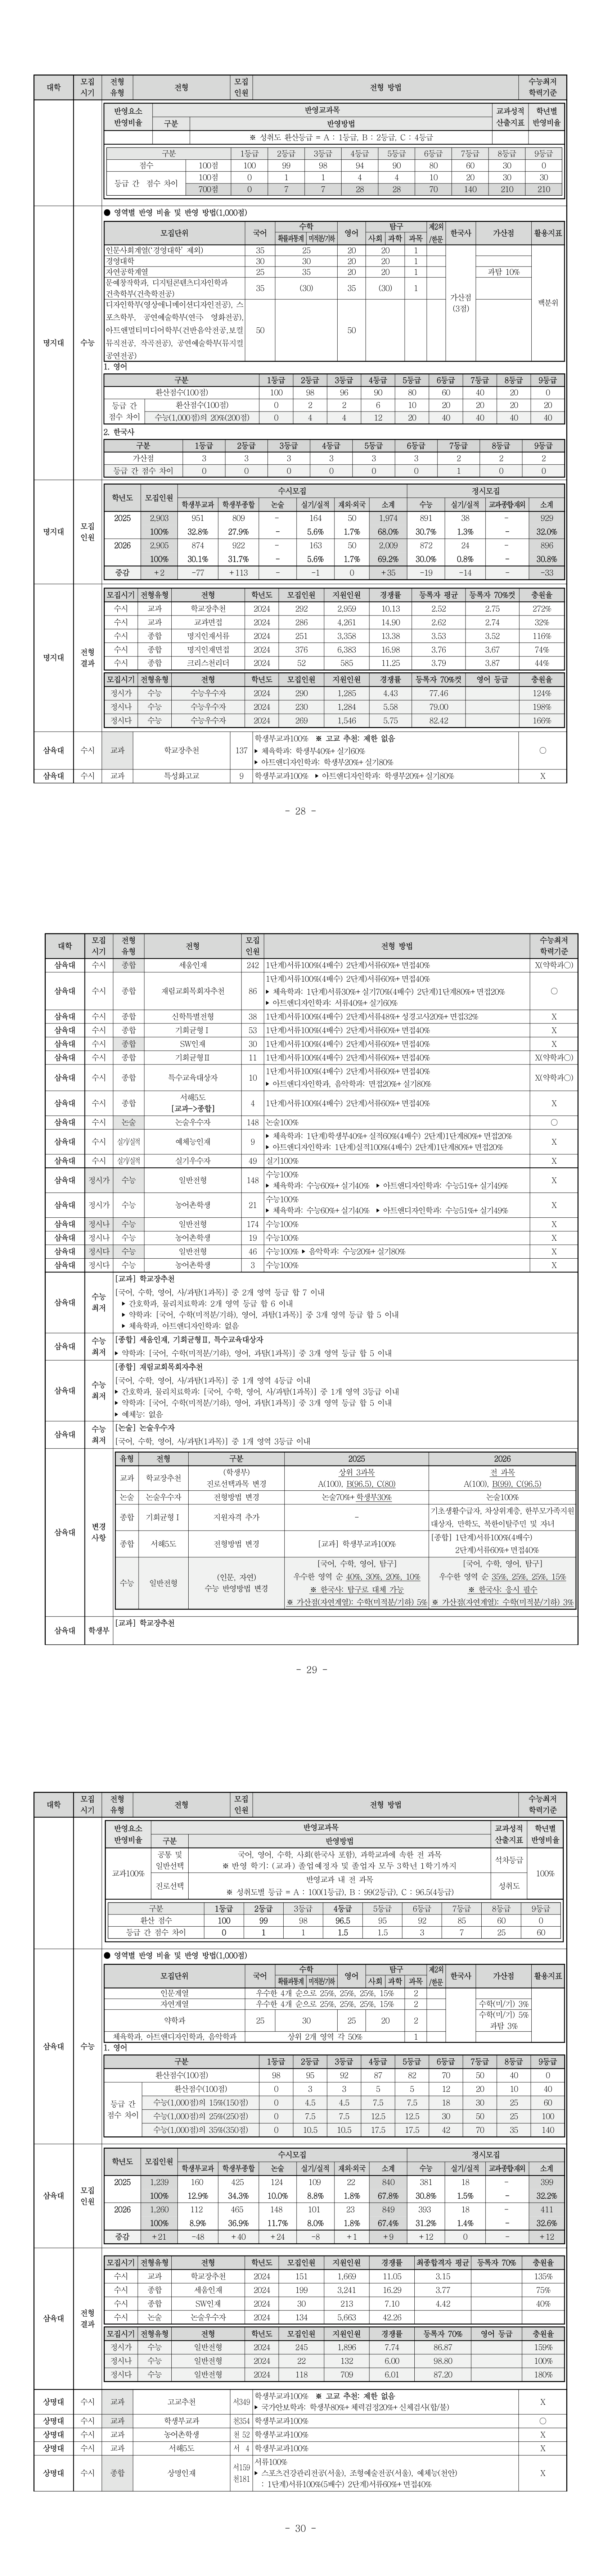 대학 모집시기 전형유형 전형 모집인원 전형 방법 수능최저학력기준
반영요소 반영비율 반영교과목 교과성적 산출지표 학년별 반영비율
구분 반영방법
※ 성취도 환산등급 = A : 1등급, B : 2등급, C : 4등급
구분 1등급 2등급 3등급 4등급 5등급 6등급 7등급 8등급 9등급
점수 100점 100 99 98 94 90 80 60 30 0
등급 간 점수 차이 100점 0 1 1 4 4 10 20 30 30
700점 0 7 7 28 28 70 140 210 210
명지대 수능
● 영역별 반영 비율 및 반영 방법(1,000점)
모집단위 국어 수학 영어 탐구 제2외/한문 한국사 가산점 활용지표
확률과통계 미적분/기하 사회 과학 과목
인문사회계열('경영대학' 제외) 35 25 20 20 1
경영대학 30 30 20 20 1
자연공학계열 25 35 20 20 1 과탐 10%
문예창작학과, 디지털콘텐츠디자인학과
건축학부(건축학전공) 35 (30) 35 (30) 1
가산점 (3점) 백분위
디자인학부(영상애니메이션디자인전공), 스
포츠학부, 공연예술학부(연극·영화전공),
아트앤멀티미디어학부(건반음악전공,보컬
뮤직전공, 작곡전공), 공연예술학부(뮤지컬
공연전공) 50 50
1. 영어
구분 1등급 2등급 3등급 4등급 5등급 6등급 7등급 8등급 9등급
환산점수(100점) 100 98 96 90 80 60 40 20 0
등급 간 점수 차이 환산점수(100점) 0 2 2 6 10 20 20 20 20
수능(1,000점)의 20%(200점) 0 4 4 12 20 40 40 40 40
2. 한국사
구분 1등급 2등급 3등급 4등급 5등급 6등급 7등급 8등급 9등급
가산점 3 3 3 3 3 3 2 2 2
등급 간 점수 차이 0 0 0 0 0 0 1 0 0
명지대 모집인원
학년도 모집인원 수시모집 정시모집
학생부교과 학생부종합 논술 실기/실적 재외·외국 소계 수능 실기/실적 교과종합/재외 소계
2025 2,903 951 809 - 164 50 1,974 891 38 - 929
100% 32.8% 27.9% - 5.6% 1.7% 68.0% 30.7% 1.3% - 32.0%
2026 2,905 874 922 - 163 50 2,009 872 24 - 896
100% 30.1% 31.7% - 5.6% 1.7% 69.2% 30.0% 0.8% - 30.8%
증감 +2 -77 +113 - -1 0 +35 -19 -14 - -33
명지대 전형결과
모집시기 전형유형 전형 학년도 모집인원 지원인원 경쟁률 등록자 평균 등록자 70%컷 충원율
수시 교과 학교장추천 2024 292 2,959 10.13 2.52 2.75 272%
수시 교과 교과면접 2024 286 4,261 14.90 2.62 2.74 32%
수시 종합 명지인재서류 2024 251 3,358 13.38 3.53 3.52 116%
수시 종합 명지인재면접 2024 376 6,383 16.98 3.76 3.67 74%
수시 종합 크리스천리더 2024 52 585 11.25 3.79 3.87 44%
모집시기 전형유형 전형 학년도 모집인원 지원인원 경쟁률 등록자 70%컷 영어 등급 충원율
정시가 수능 수능우수자 2024 290 1,285 4.43 77.46 124%
정시나 수능 수능우수자 2024 230 1,284 5.58 79.00 198%
정시다 수능 수능우수자 2024 269 1,546 5.75 82.42 166%
삼육대 수시 교과 학교장추천 137 학생부교과100% ※ 고교 추천: 제한 없음
▶ 체육학과: 학생부40%+실기60% ○
▶ 아트앤디자인학과: 학생부20%+실기80%
삼육대 수시 교과 특성화고교 9 학생부교과100% ▶ 아트앤디자인학과: 학생부20%+실기80% X
- 28 -
대학 모집시기 전형유형 전형 모집인원 전형 방법 수능최저학력기준
삼육대 수시 종합 세움인재 242 1단계)서류100%(4배수) 2단계)서류60%+면접40% X(약학과○)
삼육대 수시 종합 재림교회목회자추천 86 1단계)서류100%(4배수) 2단계)서류60%+면접40%
▶ 체육학과: 1단계)서류30%+실기70%(4배수) 2단계)1단계80%+면접20% ○
▶ 아트앤디자인학과: 서류40%+실기60%
삼육대 수시 종합 신학특별전형 38 1단계)서류100%(4배수) 2단계)서류48%+성경고사20%+면접32% X
삼육대 수시 종합 기회균형Ⅰ 53 1단계)서류100%(4배수) 2단계)서류60%+면접40% X
삼육대 수시 종합 SW인재 30 1단계)서류100%(4배수) 2단계)서류60%+면접40% X
삼육대 수시 종합 기회균형Ⅱ 11 1단계)서류100%(4배수) 2단계)서류60%+면접40% X(약학과○)
삼육대 수시 종합 특수교육대상자 10 1단계)서류100%(4배수) 2단계)서류60%+면접40%
▶ 아트앤디자인학과, 음악학과: 면접20%+실기80% X(약학과○)
삼육대 수시 종합 서해5도 [교과->종합] 4 1단계)서류100%(4배수) 2단계)서류60%+면접40% X
삼육대 수시 논술 논술우수자 148 논술100% ○
삼육대 수시 실기/실적 예체능인재 9 ▶ 체육학과: 1단계)학생부40%+실적60%(4배수) 2단계)1단계80%+면접20%
▶ 아트앤디자인학과: 1단계)실적100%(4배수) 2단계)1단계80%+면접20% X
삼육대 수시 실기/실적 실기우수자 49 실기100% X
삼육대 정시가 수능 일반전형 148 수능100%
▶ 체육학과: 수능60%+실기40% ▶ 아트앤디자인학과: 수능51%+실기49% X
삼육대 정시가 수능 농어촌학생 21 수능100%
▶ 체육학과: 수능60%+실기40% ▶ 아트앤디자인학과: 수능51%+실기49% X
삼육대 정시나 수능 일반전형 174 수능100% X
삼육대 정시나 수능 농어촌학생 19 수능100% X
삼육대 정시다 수능 일반전형 46 수능100% ▶ 음악학과: 수능20%+실기80% X
삼육대 정시다 수능 농어촌학생 3 수능100% X
삼육대 수능최저
[교과] 학교장추천
[국어, 수학, 영어, 사/과탐(1과목)] 중 2개 영역 등급 합 7 이내
▶ 간호학과, 물리치료학과: 2개 영역 등급 합 6 이내
▶ 약학과: [국어, 수학(미적분/기하), 영어, 과탐(1과목)] 중 3개 영역 등급 합 5 이내
▶ 체육학과, 아트앤디자인학과: 없음
삼육대 수능최저
[종합] 세움인재, 기회균형Ⅱ, 특수교육대상자
▶ 약학과: [국어, 수학(미적분/기하), 영어, 과탐(1과목)] 중 3개 영역 등급 합 5 이내
삼육대 수능최저
[종합] 재림교회목회자추천
[국어, 수학, 영어, 사/과탐(1과목)] 중 1개 영역 4등급 이내
▶ 간호학과, 물리치료학과: [국어, 수학, 영어, 사/과탐(1과목)] 중 1개 영역 3등급 이내
▶ 약학과: [국어, 수학(미적분/기하), 영어, 과탐(1과목)] 중 3개 영역 등급 합 5 이내
▶ 예체능: 없음
삼육대 수능최저
[논술] 논술우수자
[국어, 수학, 영어, 사/과탐(1과목)] 중 1개 영역 3등급 이내
삼육대 변경사항
유형 전형 구분 2025 2026
교과 학교장추천 (학생부) 진로선택과목 변경 상위 3과목 A(100), B(96.5), C(80) 전 과목 A(100), B(99), C(96.5)
논술 논술우수자 전형방법 변경 논술70%+학생부30% 논술100%
종합 기회균형Ⅰ 지원자격 추가 - 기초생활수급자, 차상위계층, 한부모가족지원
대상자, 만학도, 북한이탈주민 및 자녀
종합 서해5도 전형방법 변경 [교과] 학생부교과100% [종합] 1단계)서류100%(4배수)
2단계)서류60%+면접40%
수능 일반전형 (인문, 자연) 수능 반영방법 변경
[국어, 수학, 영어, 탐구] [국어, 수학, 영어, 탐구]
우수한 영역 순 40%, 30%, 20%, 10% 우수한 영역 순 35%, 25%, 25%, 15%
※ 한국사: 탐구로 대체 가능 ※ 한국사: 응시 필수
※ 가산점(자연계열): 수학(미적분/기하) 5% ※ 가산점(자연계열): 수학(미적분/기하) 3%
삼육대 학생부 [교과] 학교장추천
- 29 -
대학 모집시기 전형유형 전형 모집인원 전형 방법 수능최저학력기준
반영요소 반영비율 반영교과목 교과성적 산출지표 학년별 반영비율
구분 반영방법
교과100% 공통 및 일반선택 국어, 영어, 수학, 사회(한국사 포함), 과학교과에 속한 전 과목
※ 반영 학기: (교과) 졸업예정자 및 졸업자 모두 3학년 1학기까지 석차등급 100%
진로선택 반영교과 내 전 과목
※ 성취도별 등급 = A : 100(1등급), B : 99(2등급), C : 96.5(4등급) 성취도
구분 1등급 2등급 3등급 4등급 5등급 6등급 7등급 8등급 9등급
환산 점수 100 99 98 96.5 95 92 85 60 0
등급 간 점수 차이 0 1 1 1.5 1.5 3 7 25 60
삼육대 수능
● 영역별 반영 비율 및 반영 방법(1,000점)
모집단위 국어 수학 영어 탐구 제2외/한문 한국사 가산점 활용지표
확률과통계 미적분/기하 사회 과학 과목
인문계열 우수한 4개 순으로 25%, 25%, 25%, 15% 2
자연계열 우수한 4개 순으로 25%, 25%, 25%, 15% 2 수학(미/기) 3%
약학과 25 30 25 20 2 수학(미/기) 5% 과탐 3%
체육학과, 아트앤디자인학과, 음악학과 상위 2개 영역 각 50% 1
1. 영어
구분 1등급 2등급 3등급 4등급 5등급 6등급 7등급 8등급 9등급
환산점수(100점) 98 95 92 87 82 70 50 40 0
등급 간 점수 차이 환산점수(100점) 0 3 3 5 5 12 20 10 40
수능(1,000점)의 15%(150점) 0 4.5 4.5 7.5 7.5 18 30 25 60
수능(1,000점)의 25%(250점) 0 7.5 7.5 12.5 12.5 30 50 25 100
수능(1,000점)의 35%(350점) 0 10.5 10.5 17.5 17.5 42 70 35 140
삼육대 모집인원
학년도 모집인원 수시모집 정시모집
학생부교과 학생부종합 논술 실기/실적 재외·외국 소계 수능 실기/실적 교과종합/재외 소계
2025 1,239 160 425 124 109 22 840 381 18 - 399
100% 12.9% 34.3% 10.0% 8.8% 1.8% 67.8% 30.8% 1.5% - 32.2%
2026 1,260 112 465 148 101 23 849 393 18 - 411
100% 8.9% 36.9% 11.7% 8.0% 1.8% 67.4% 31.2% 1.4% - 32.6%
증감 +21 -48 +40 +24 -8 +1 +9 +12 0 - +12
삼육대 전형결과
모집시기 전형유형 전형 학년도 모집인원 지원인원 경쟁률 최종합격자 평균 등록자 70% 충원율
수시 교과 학교장추천 2024 151 1,669 11.05 3.15 135%
수시 종합 세움인재 2024 199 3,241 16.29 3.77 75%
수시 종합 SW인재 2024 30 213 7.10 4.42 40%
수시 논술 논술우수자 2024 134 5,663 42.26
모집시기 전형유형 전형 학년도 모집인원 지원인원 경쟁률 등록자 70% 영어 등급 충원율
정시가 수능 일반전형 2024 245 1,896 7.74 86.87 159%
정시나 수능 일반전형 2024 22 132 6.00 98.80 100%
정시다 수능 일반전형 2024 118 709 6.01 87.20 180%
상명대 수시 교과 고교추천 서349 학생부교과100% ※ 고교 추천: 제한 없음
▶ 국가안보학과: 학생부80%+체력검정20%+신체검사(합/불) X
상명대 수시 교과 학생부교과 천354 학생부교과100% ○
상명대 수시 교과 농어촌학생 천 52 학생부교과100% X
상명대 수시 교과 서해5도 서 4 학생부교과100% X
상명대 수시 종합 상명인재 서159 천181 서류100%
▶ 스포츠건강관리전공(서울), 조형예술전공(서울), 예체능(천안)
: 1단계)서류100%(5배수) 2단계)서류60%+면접40% X
- 30 -